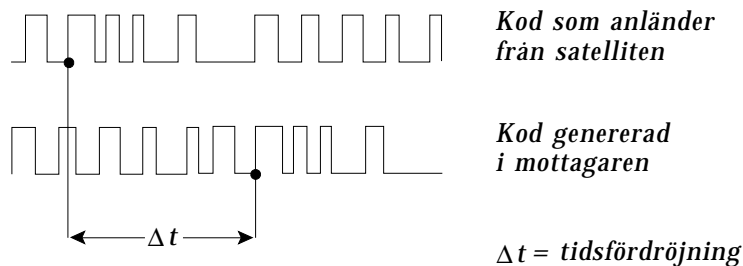 Kod som anländer
från satelliten
Kod genererad
i mottagaren
Δt
Δt = tidsfördröjning